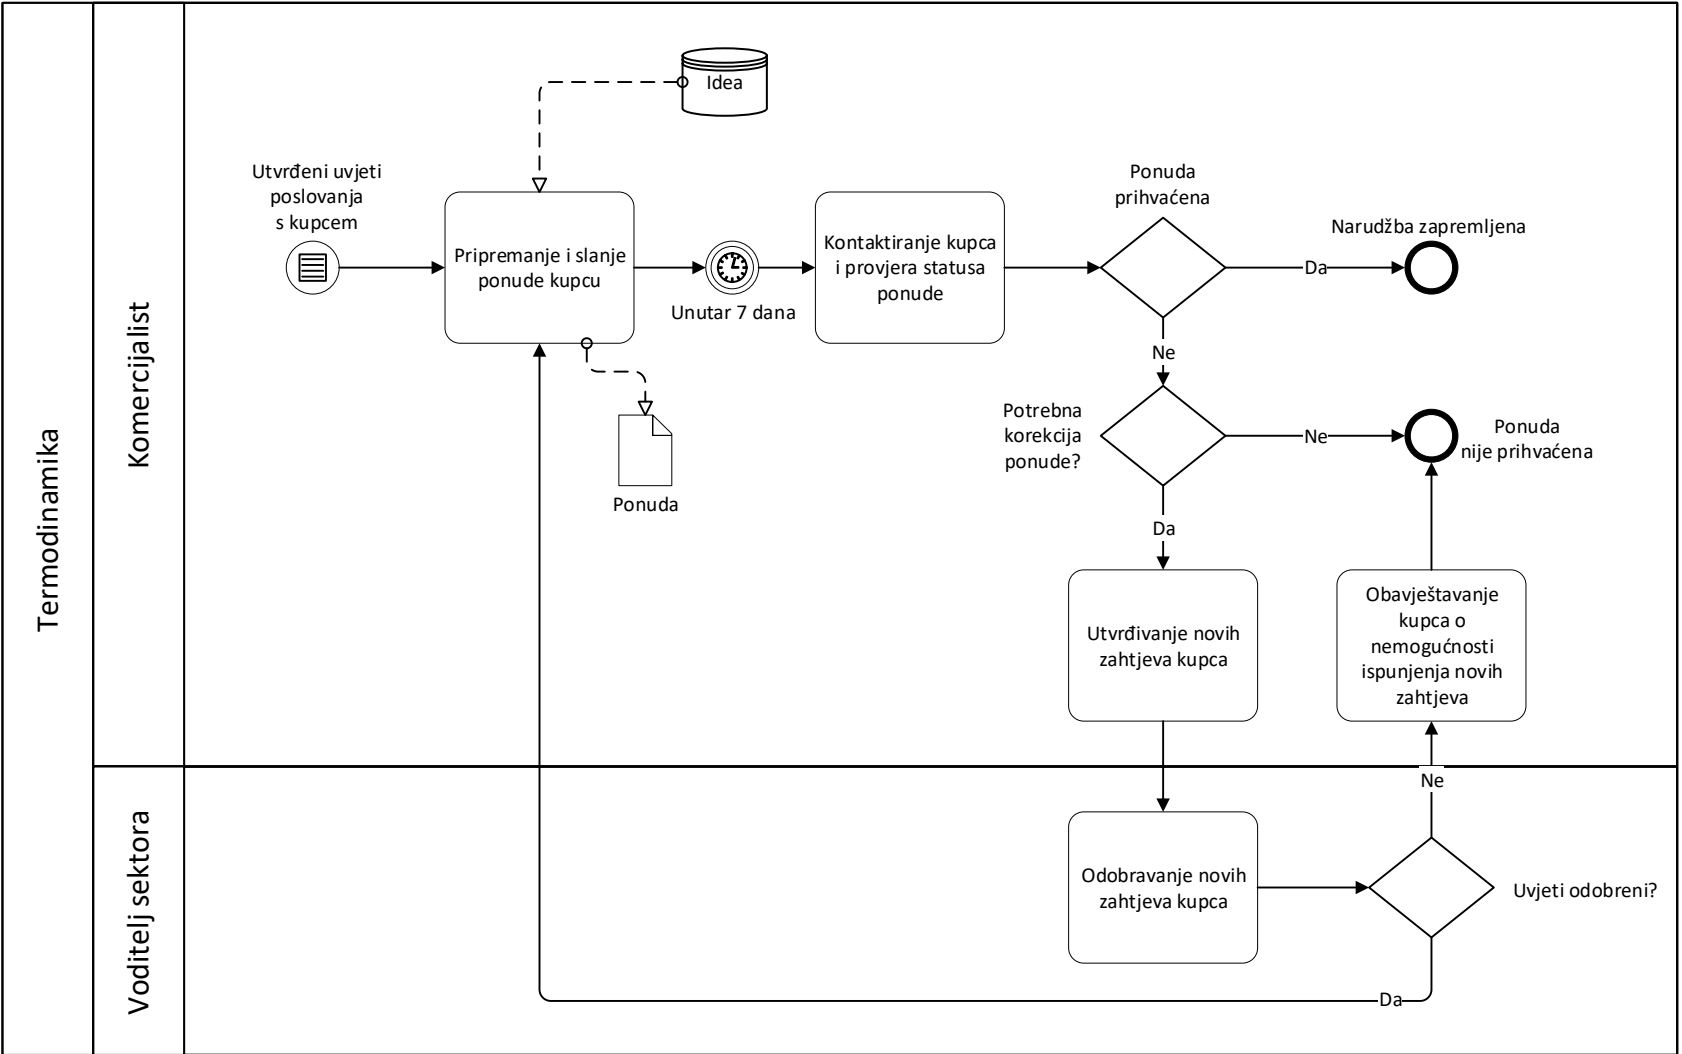 Termodinamika
Komercijalist
Voditelj sektora
Idea
Utvrđeni uvjeti
poslovanja
s kupcem
Pripremanje i slanje
ponude kupcu
Unutar 7 dana
Kontaktiranje kupca
i provjera statusa
ponude
Ponuda
prihvaćena
Da
Narudžba zapremljena
Ne
Ponuda
Potrebna
korekcija
ponude?
Ne
Ponuda
nije prihvaćena
Da
Utvrđivanje novih
zahtjeva kupca
Obavještavanje
kupca o
nemogućnosti
ispunjenja novih
zahtjeva
Ne
Odobravanje novih
zahtjeva kupca
Uvjeti odobreni?
Da